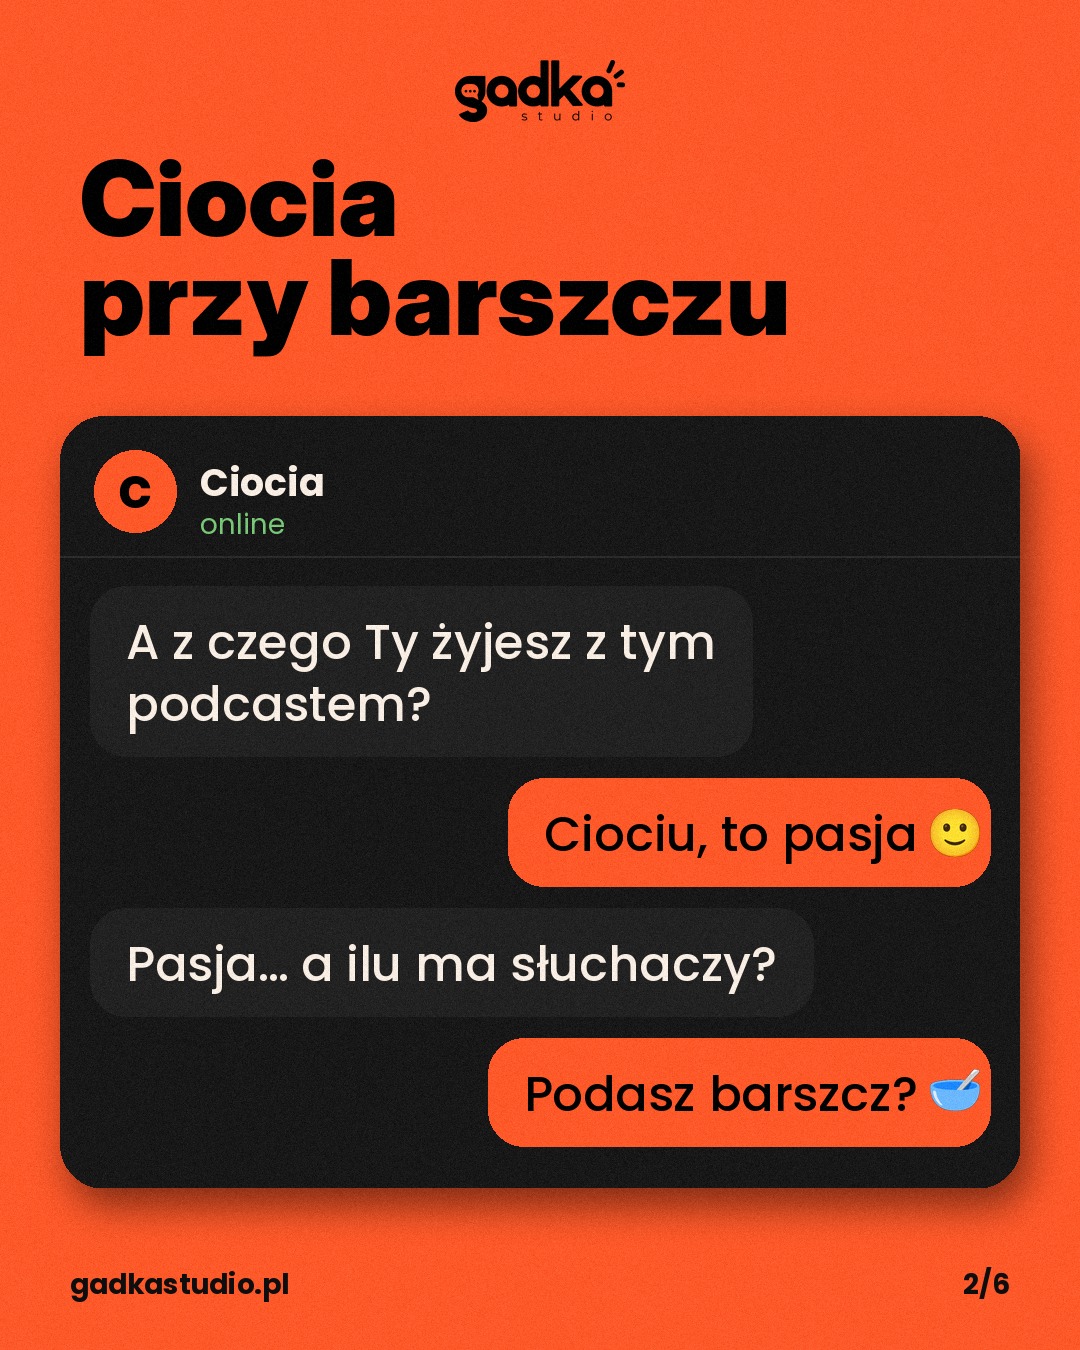 gadka
studio
Ciocia
przy barszczu
C
Ciocia
online
A z czego Ty żyjesz z tym
podcastem?
Ciociu, to pasja 🙂
Pasja... a ilu ma słuchaczy?
Podasz barszcz? 🥣
gadkastudio.pl
2/6